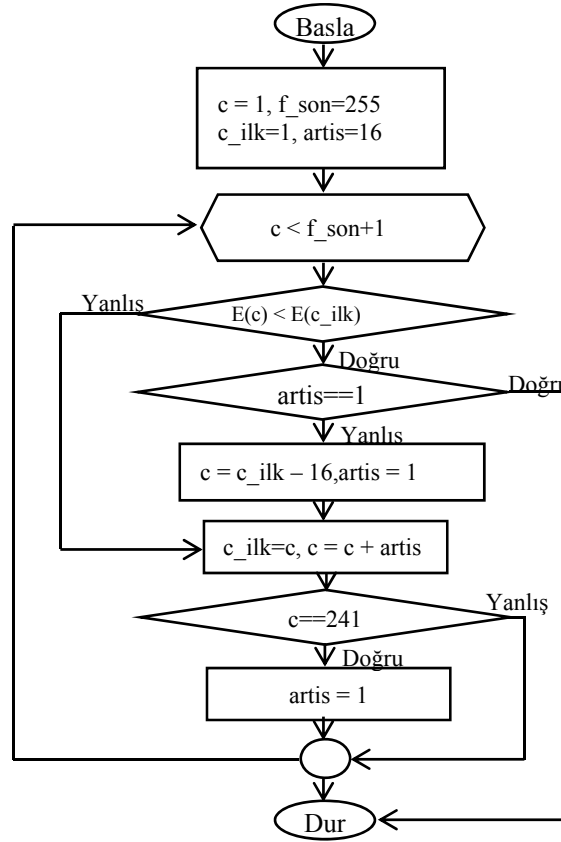 Basla
c = 1, f_son=255
c_ilk=1, artis=16
c < f_son+1
Yanlıs
E(c) < E(c_ilk)
Doğru
artis==1
Doğru
Yanlıs
c = c_ilk – 16,artis = 1
c_ilk=c, c = c + artis
c==241
Yanlış
Doğru
artis = 1
Dur